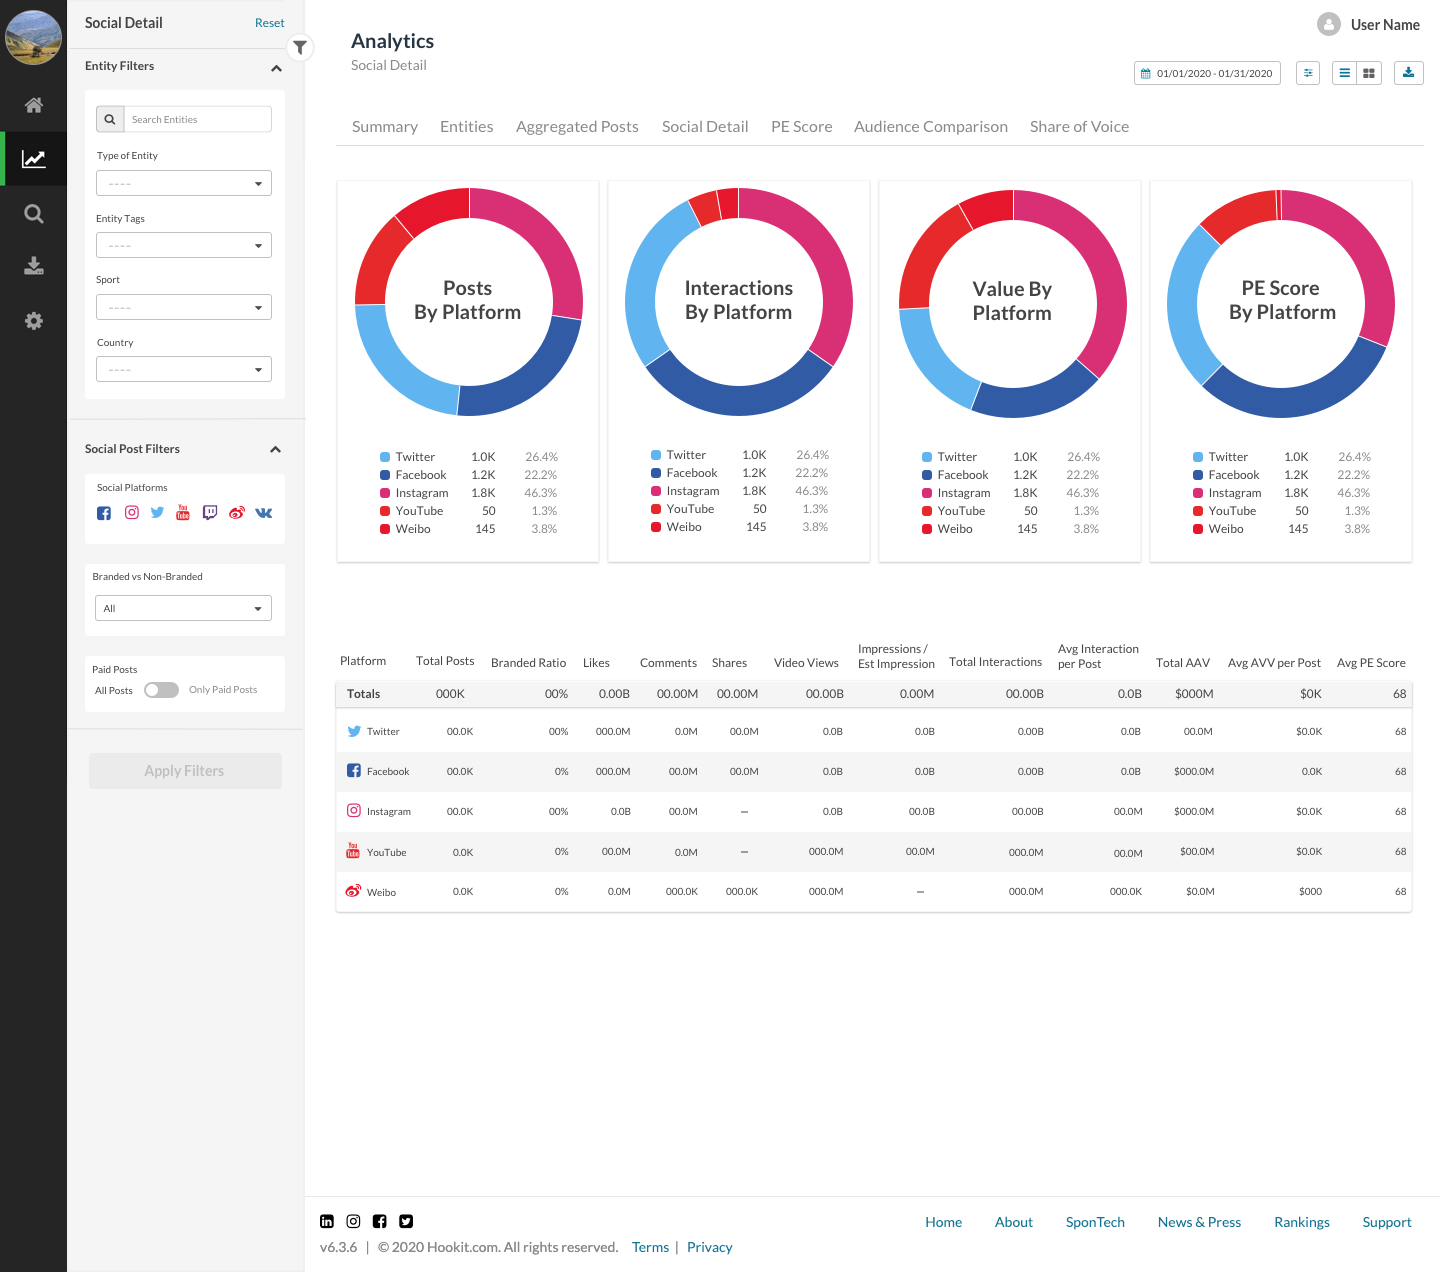 Social Detail
Reset
Entity Filters
Search Entities
Type of Entity
----
Entity Tags
----
Sport
----
Country
----
Social Post Filters
Social Platforms
Branded vs Non-Branded
All
Paid Posts
All Posts
Only Paid Posts
Apply Filters
User Name
Analytics
Social Detail
01/01/2020 - 01/31/2020
Summary Entities Aggregated Posts Social Detail PE Score Audience Comparison Share of Voice
Posts
By Platform
Twitter 1.0K 26.4%
Facebook 1.2K 22.2%
Instagram 1.8K 46.3%
YouTube 50 1.3%
Weibo 145 3.8%
Interactions
By Platform
Twitter 1.0K 26.4%
Facebook 1.2K 22.2%
Instagram 1.8K 46.3%
YouTube 50 1.3%
Weibo 145 3.8%
Value By
Platform
Twitter 1.0K 26.4%
Facebook 1.2K 22.2%
Instagram 1.8K 46.3%
YouTube 50 1.3%
Weibo 145 3.8%
PE Score
By Platform
Twitter 1.0K 26.4%
Facebook 1.2K 22.2%
Instagram 1.8K 46.3%
YouTube 50 1.3%
Weibo 145 3.8%
Platform Total Posts Branded Ratio Likes Comments Shares Video Views Impressions / Est Impression Total Interactions Avg Interaction per Post Total AAV Avg AVV per Post Avg PE Score
Totals 000K 00% 0.00B 00.00M 00.00M 00.00B 0.00M 00.00B 0.0B $000M $0K 68
Twitter 00.0K 00% 000.0M 0.0M 00.0M 0.0B 0.0B 0.00B 0.0B 00.0M $0.0K 68
Facebook 00.0K 0% 000.0M 00.0M 00.0M 0.0B 0.0B 0.00B 0.0B $000.0M 0.0K 68
Instagram 00.0K 00% 0.0B 00.0M — 0.0B 00.0B 00.00B 00.0M $000.0M $0.0K 68
YouTube 0.0K 0% 00.0M 0.0M — 000.0M 00.0M 000.0M 00.0M $00.0M $0.0K 68
Weibo 0.0K 0% 0.0M 000.0K 000.0K 000.0M — 000.0M 000.0K $0.0M $000 68
Home About SponTech News & Press Rankings Support
v6.3.6 | © 2020 Hookit.com. All rights reserved. Terms | Privacy